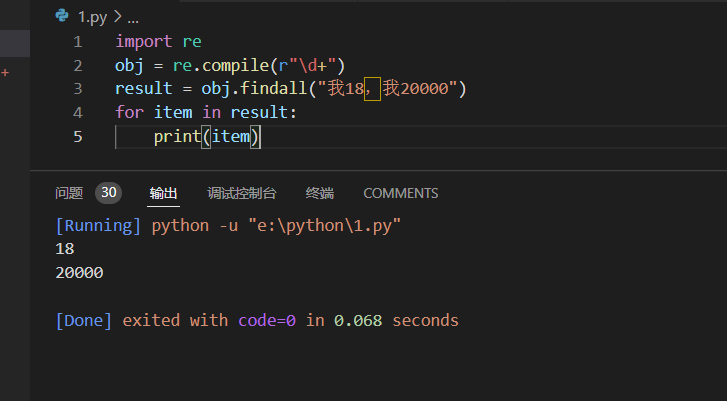 1.py > ...
1 import re
2 obj = re.compile(r"\d+")
3 result = obj.findall("我18，我20000")
4 for item in result:
5     print(item)
问题 30 输出 调试控制台 终端 COMMENTS
[Running] python -u "e:\python\1.py"
18
20000
[Done] exited with code=0 in 0.068 seconds